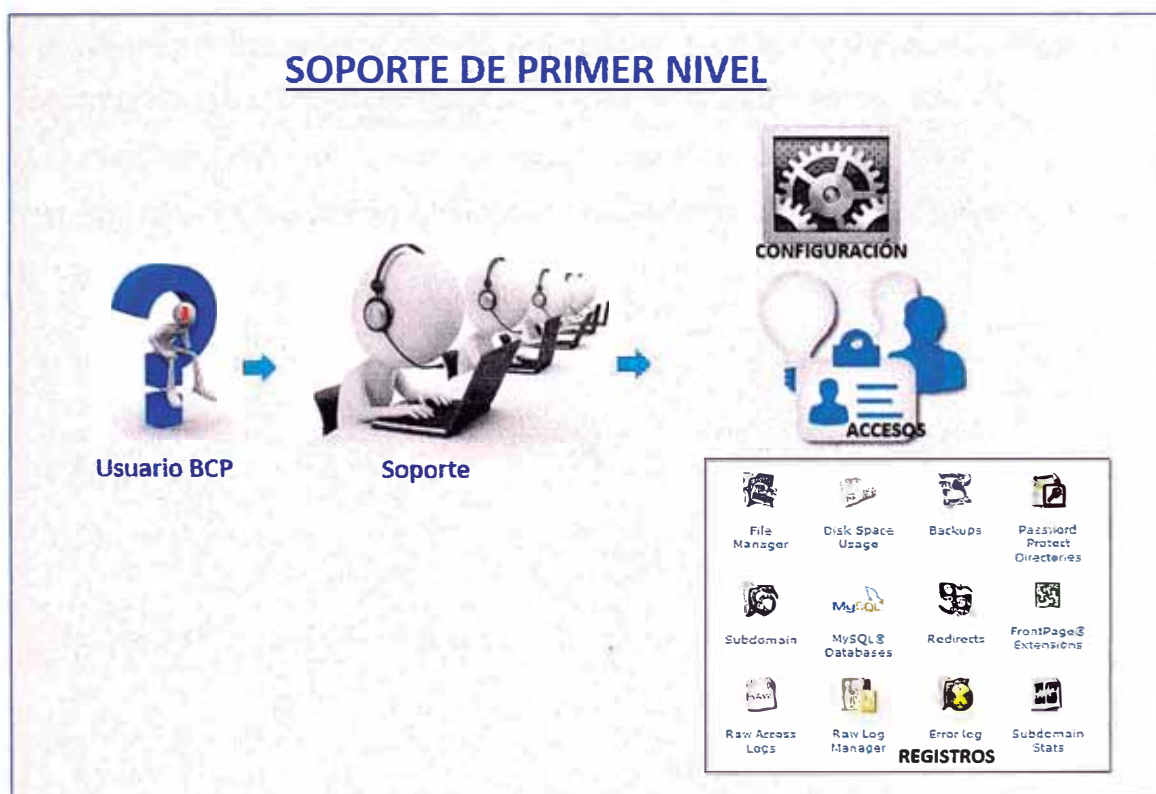 SOPORTE DE PRIMER NIVEL
CONFIGURACIÓN
Usuario BCP
Soporte
ACCESOS
File
Manager
Disk Space
Usage
Backups
Password
Protect
Directories
Subdomain
MySQL
MySQL®
Databases
Redirects
FrontPage®
Extensions
RAW
Raw Access
Logs
Raw Log
Manager
Error log
Subdomain
Stats
REGISTROS